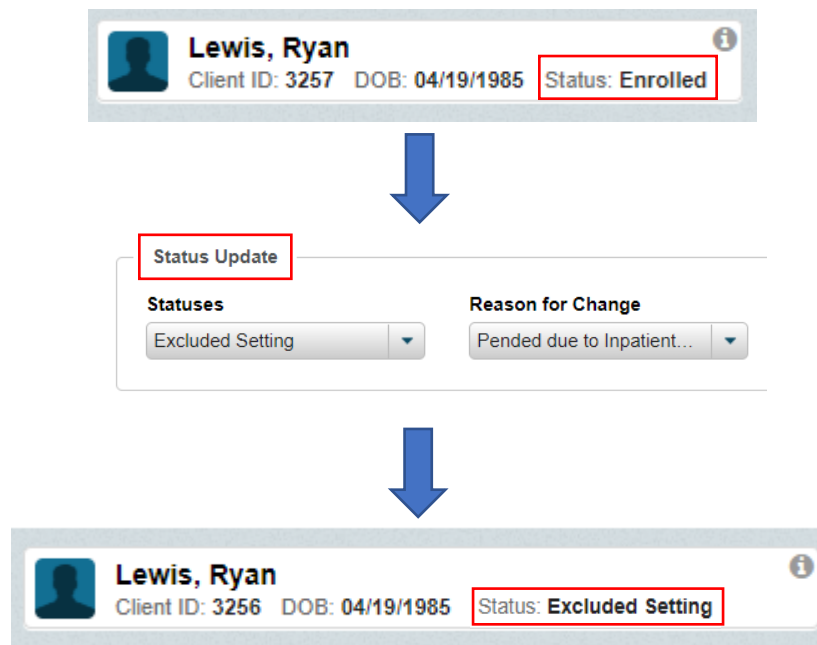 Lewis, Ryan
Client ID: 3257 DOB: 04/19/1985 Status: Enrolled
Status Update
Statuses Reason for Change
Excluded Setting Pended due to Inpatient...
Lewis, Ryan
Client ID: 3256 DOB: 04/19/1985 Status: Excluded Setting